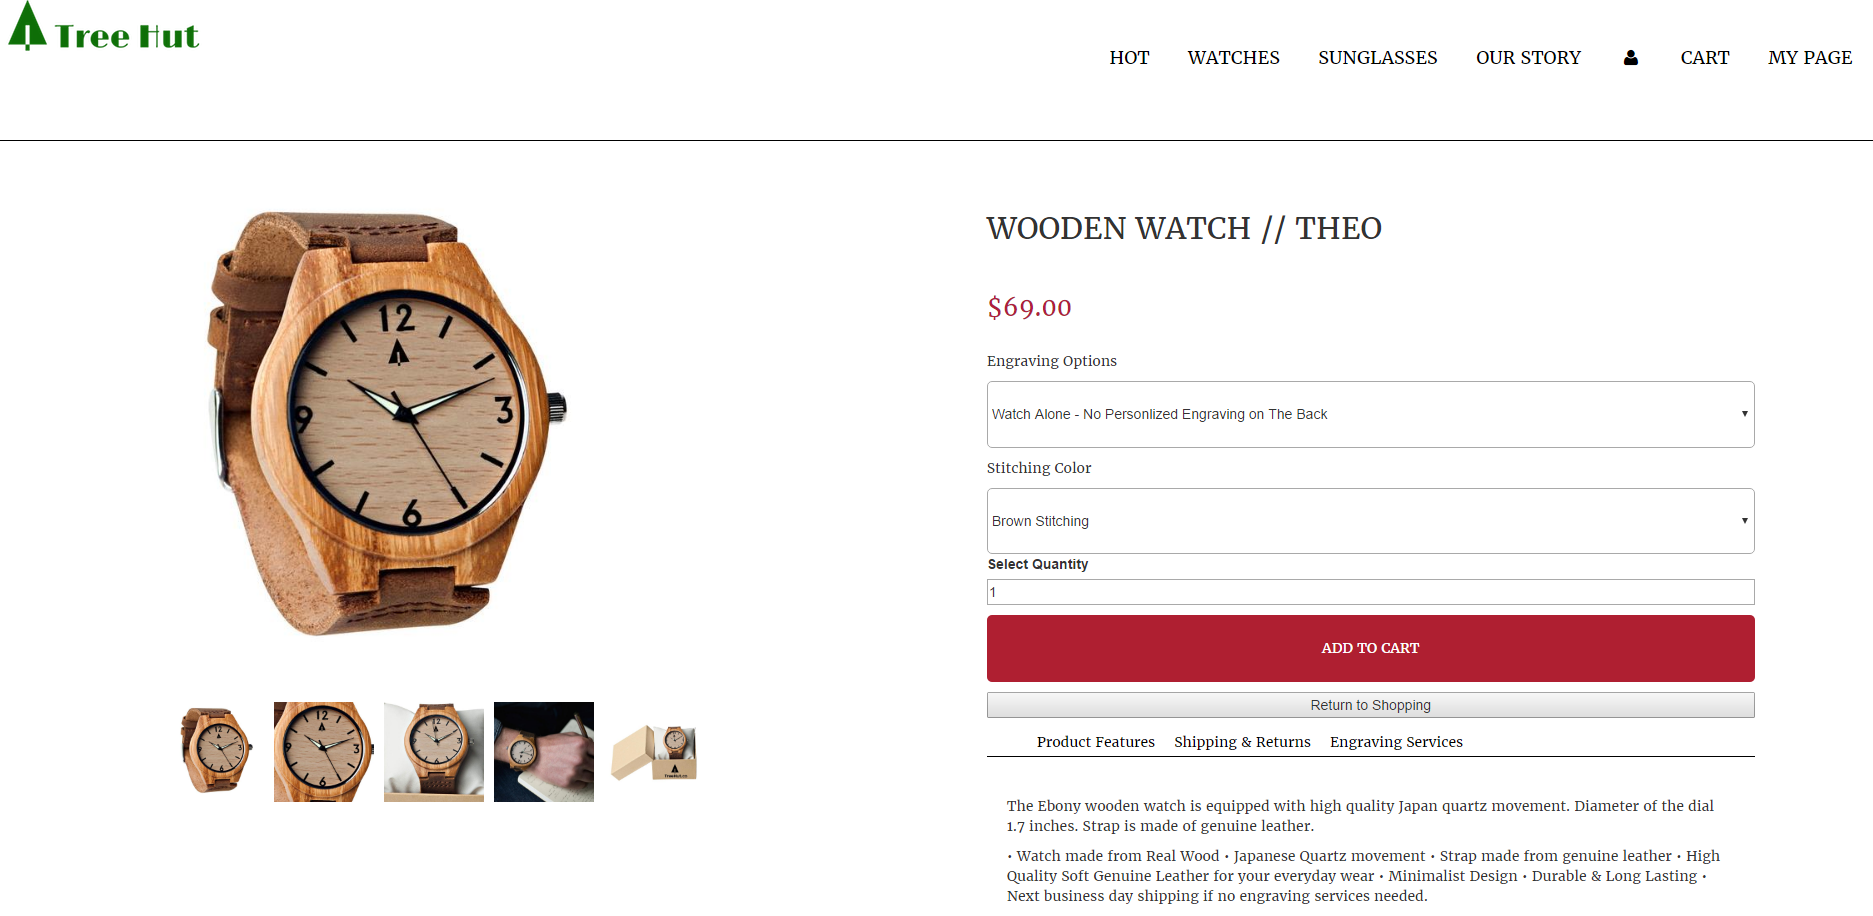 Tree Hut
HOT WATCHES SUNGLASSES OUR STORY CART MY PAGE
12
3
6
9
WOODEN WATCH // THEO
$69.00
Engraving Options
Watch Alone - No Personlized Engraving on The Back
Stitching Color
Brown Stitching
Select Quantity
1
ADD TO CART
Return to Shopping
Product Features Shipping & Returns Engraving Services
The Ebony wooden watch is equipped with high quality Japan quartz movement. Diameter of the dial
1.7 inches. Strap is made of genuine leather.
• Watch made from Real Wood • Japanese Quartz movement • Strap made from genuine leather • High
Quality Soft Genuine Leather for your everyday wear • Minimalist Design • Durable & Long Lasting •
Next business day shipping if no engraving services needed.